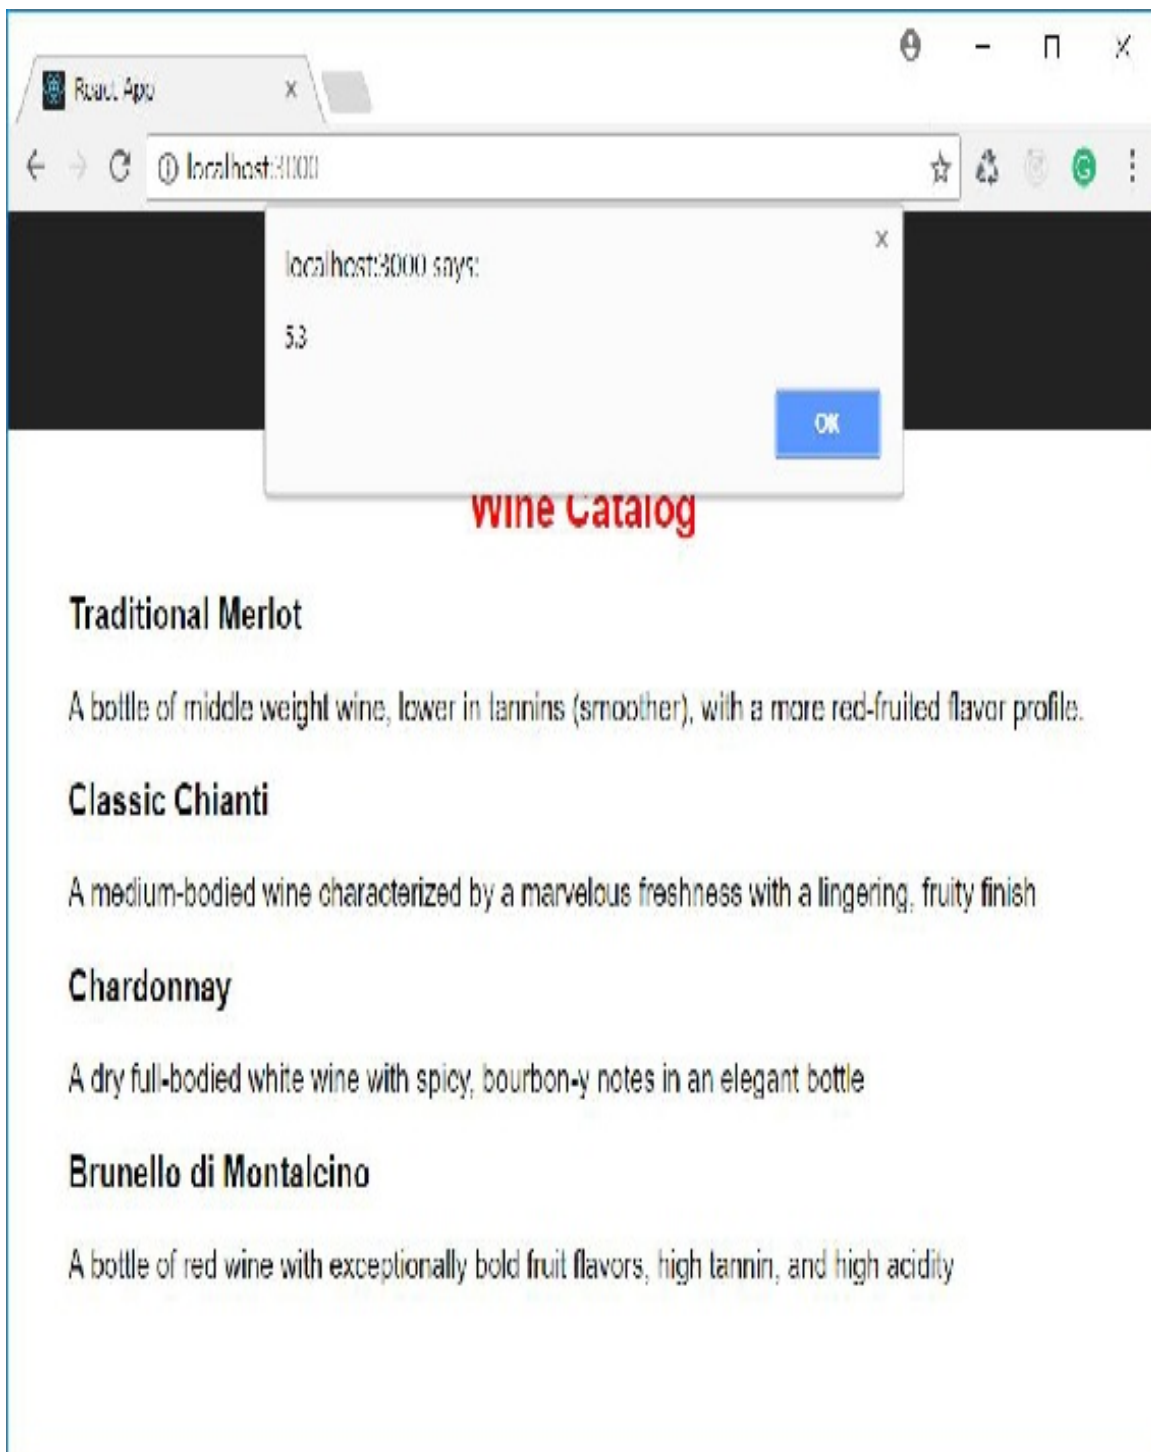 React App
localhost:3000
localhost:3000 says:
5.3
OK
Wine Catalog
Traditional Merlot
A bottle of middle weight wine, lower in tannins (smoother), with a more red-fruited flavor profile.
Classic Chianti
A medium-bodied wine characterized by a marvelous freshness with a lingering, fruity finish
Chardonnay
A dry full-bodied white wine with spicy, bourbon-y notes in an elegant bottle
Brunello di Montalcino
A bottle of red wine with exceptionally bold fruit flavors, high tannin, and high acidity